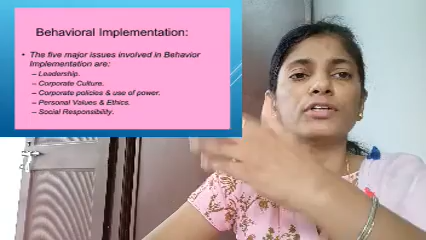 Behavioral Implementation:
• The five major issues involved in Behavior
Implementation are:
– Leadership.
– Corporate Culture.
– Corporate policies & use of power.
– Personal Values & Ethics.
– Social Responsibility.